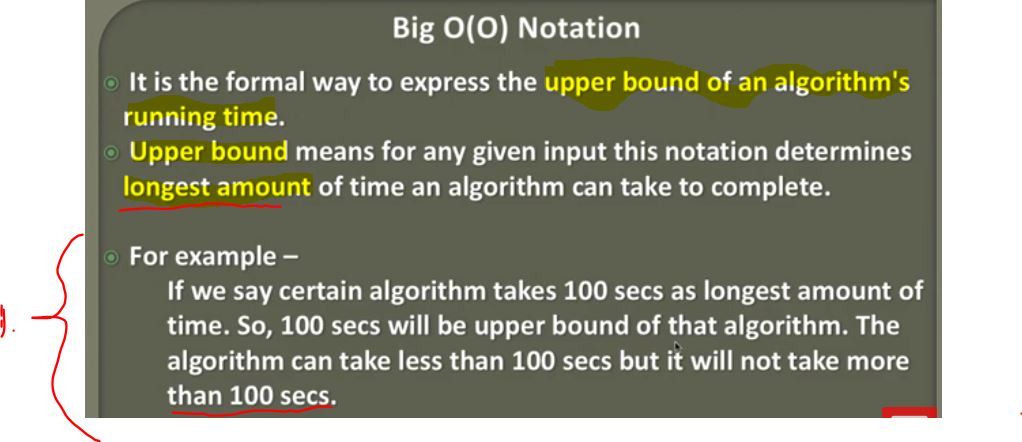 Big O(O) Notation
It is the formal way to express the upper bound of an algorithm's
running time.
Upper bound means for any given input this notation determines
longest amount of time an algorithm can take to complete.
For example –
If we say certain algorithm takes 100 secs as longest amount of
time. So, 100 secs will be upper bound of that algorithm. The
algorithm can take less than 100 secs but it will not take more
than 100 secs.